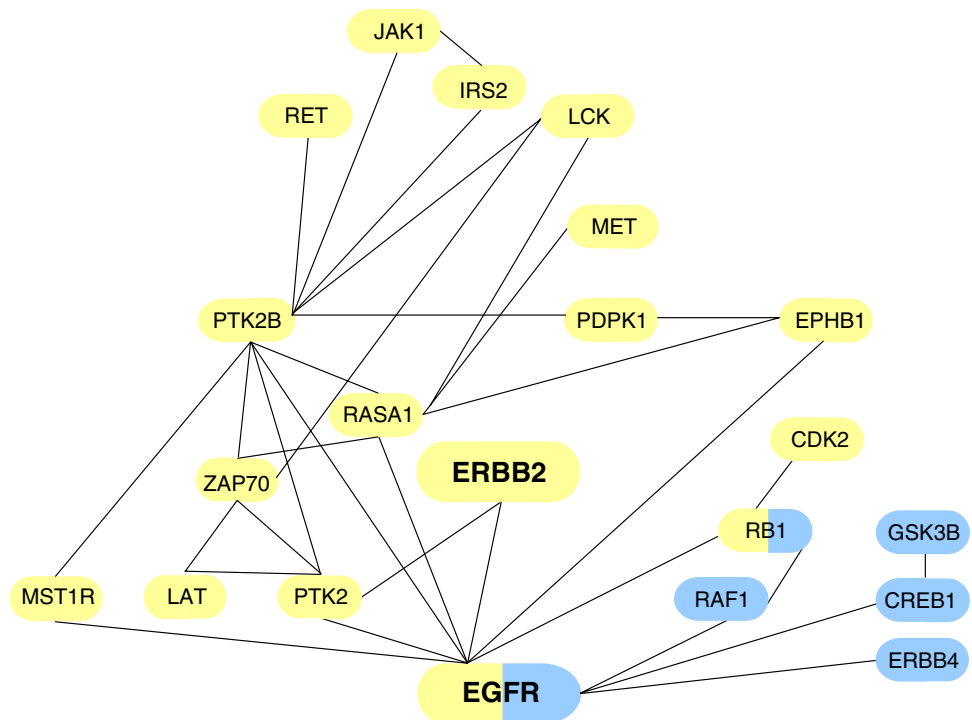 JAK1
IRS2
RET
LCK
MET
PTK2B
PDPK1
EPHB1
RASA1
CDK2
ERBB2
ZAP70
RB1
GSK3B
MST1R
LAT
PTK2
RAF1
CREB1
ERBB4
EGFR